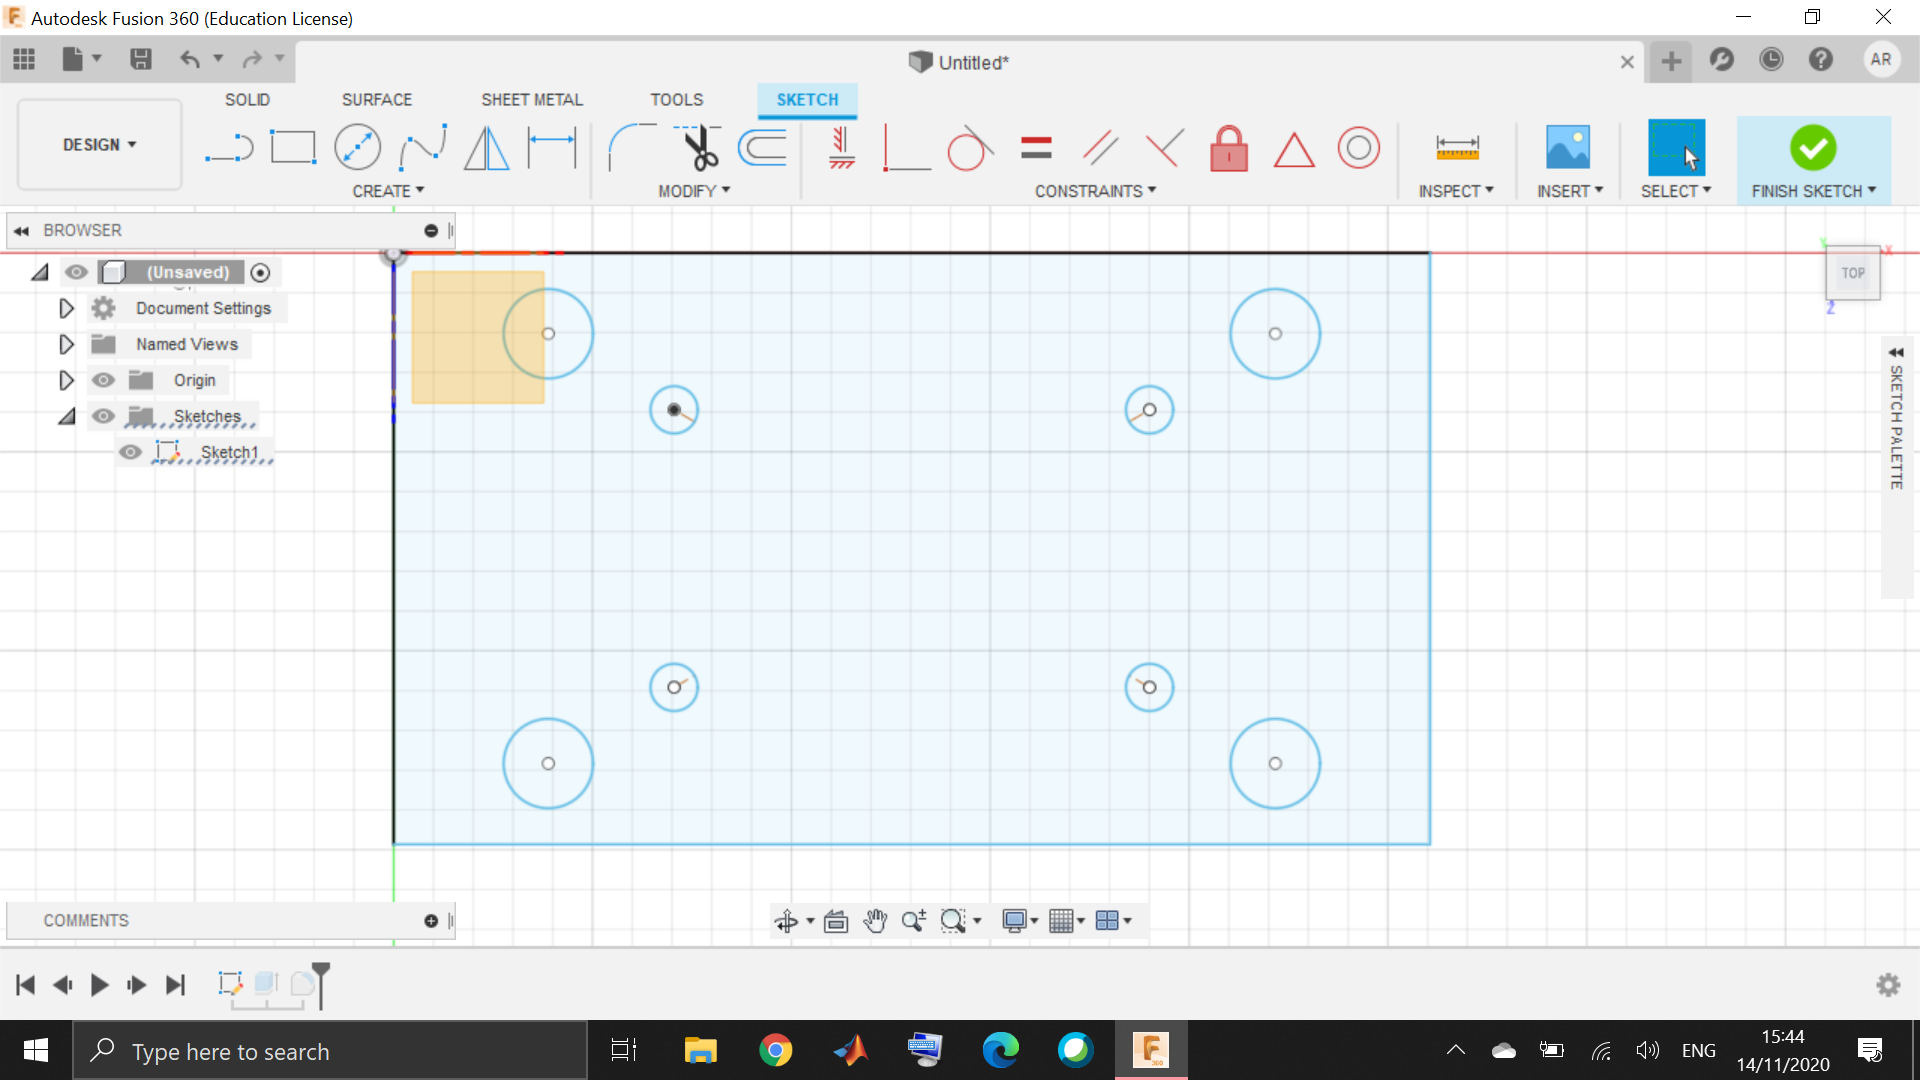 Autodesk Fusion 360 (Education License)
Untitled*
AR
SOLID SURFACE SHEET METAL TOOLS SKETCH
DESIGN
CREATE MODIFY CONSTRAINTS INSPECT INSERT SELECT FINISH SKETCH
BROWSER
(Unsaved)
Document Settings
Named Views
Origin
Sketches
Sketch1
Y
X
TOP
Z
SKETCH PALETTE
COMMENTS
Type here to search
ENG
15:44
14/11/2020